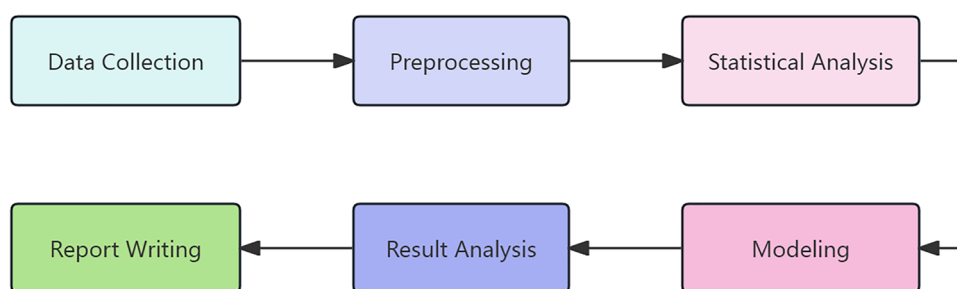 Data Collection
Preprocessing
Statistical Analysis
Report Writing
Result Analysis
Modeling